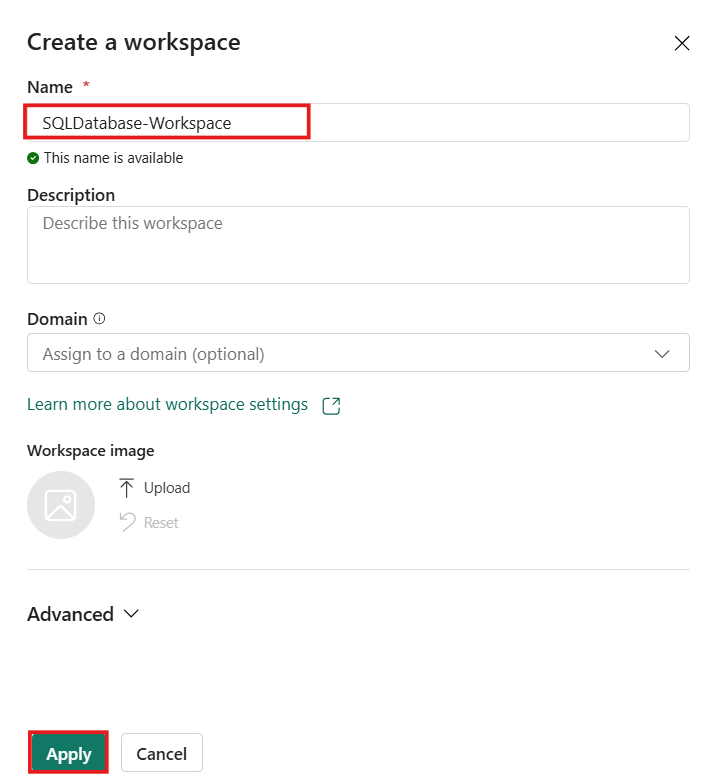 Create a workspace
Name *
SQLDatabase-Workspace
This name is available
Description
Describe this workspace
Domain
Assign to a domain (optional)
Learn more about workspace settings
Workspace image
Upload
Reset
Advanced
Apply Cancel